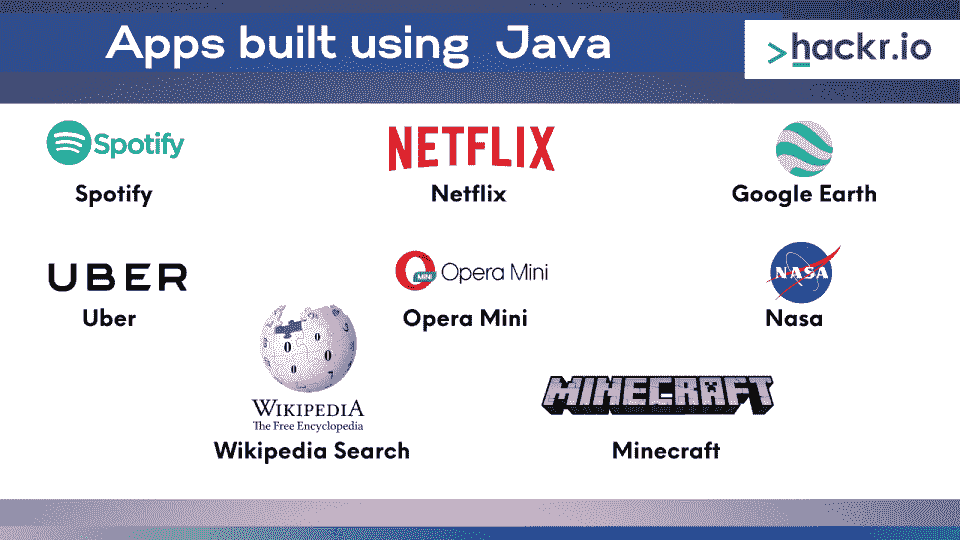 Apps built using Java
>hackr.io
Spotify
Spotify
NETFLIX
Netflix
Google Earth
UBER
Uber
MINI
Opera Mini
Opera Mini
NASA
Nasa
WIKIPEDIA
The Free Encyclopedia
Wikipedia Search
MINECRAFT
Minecraft